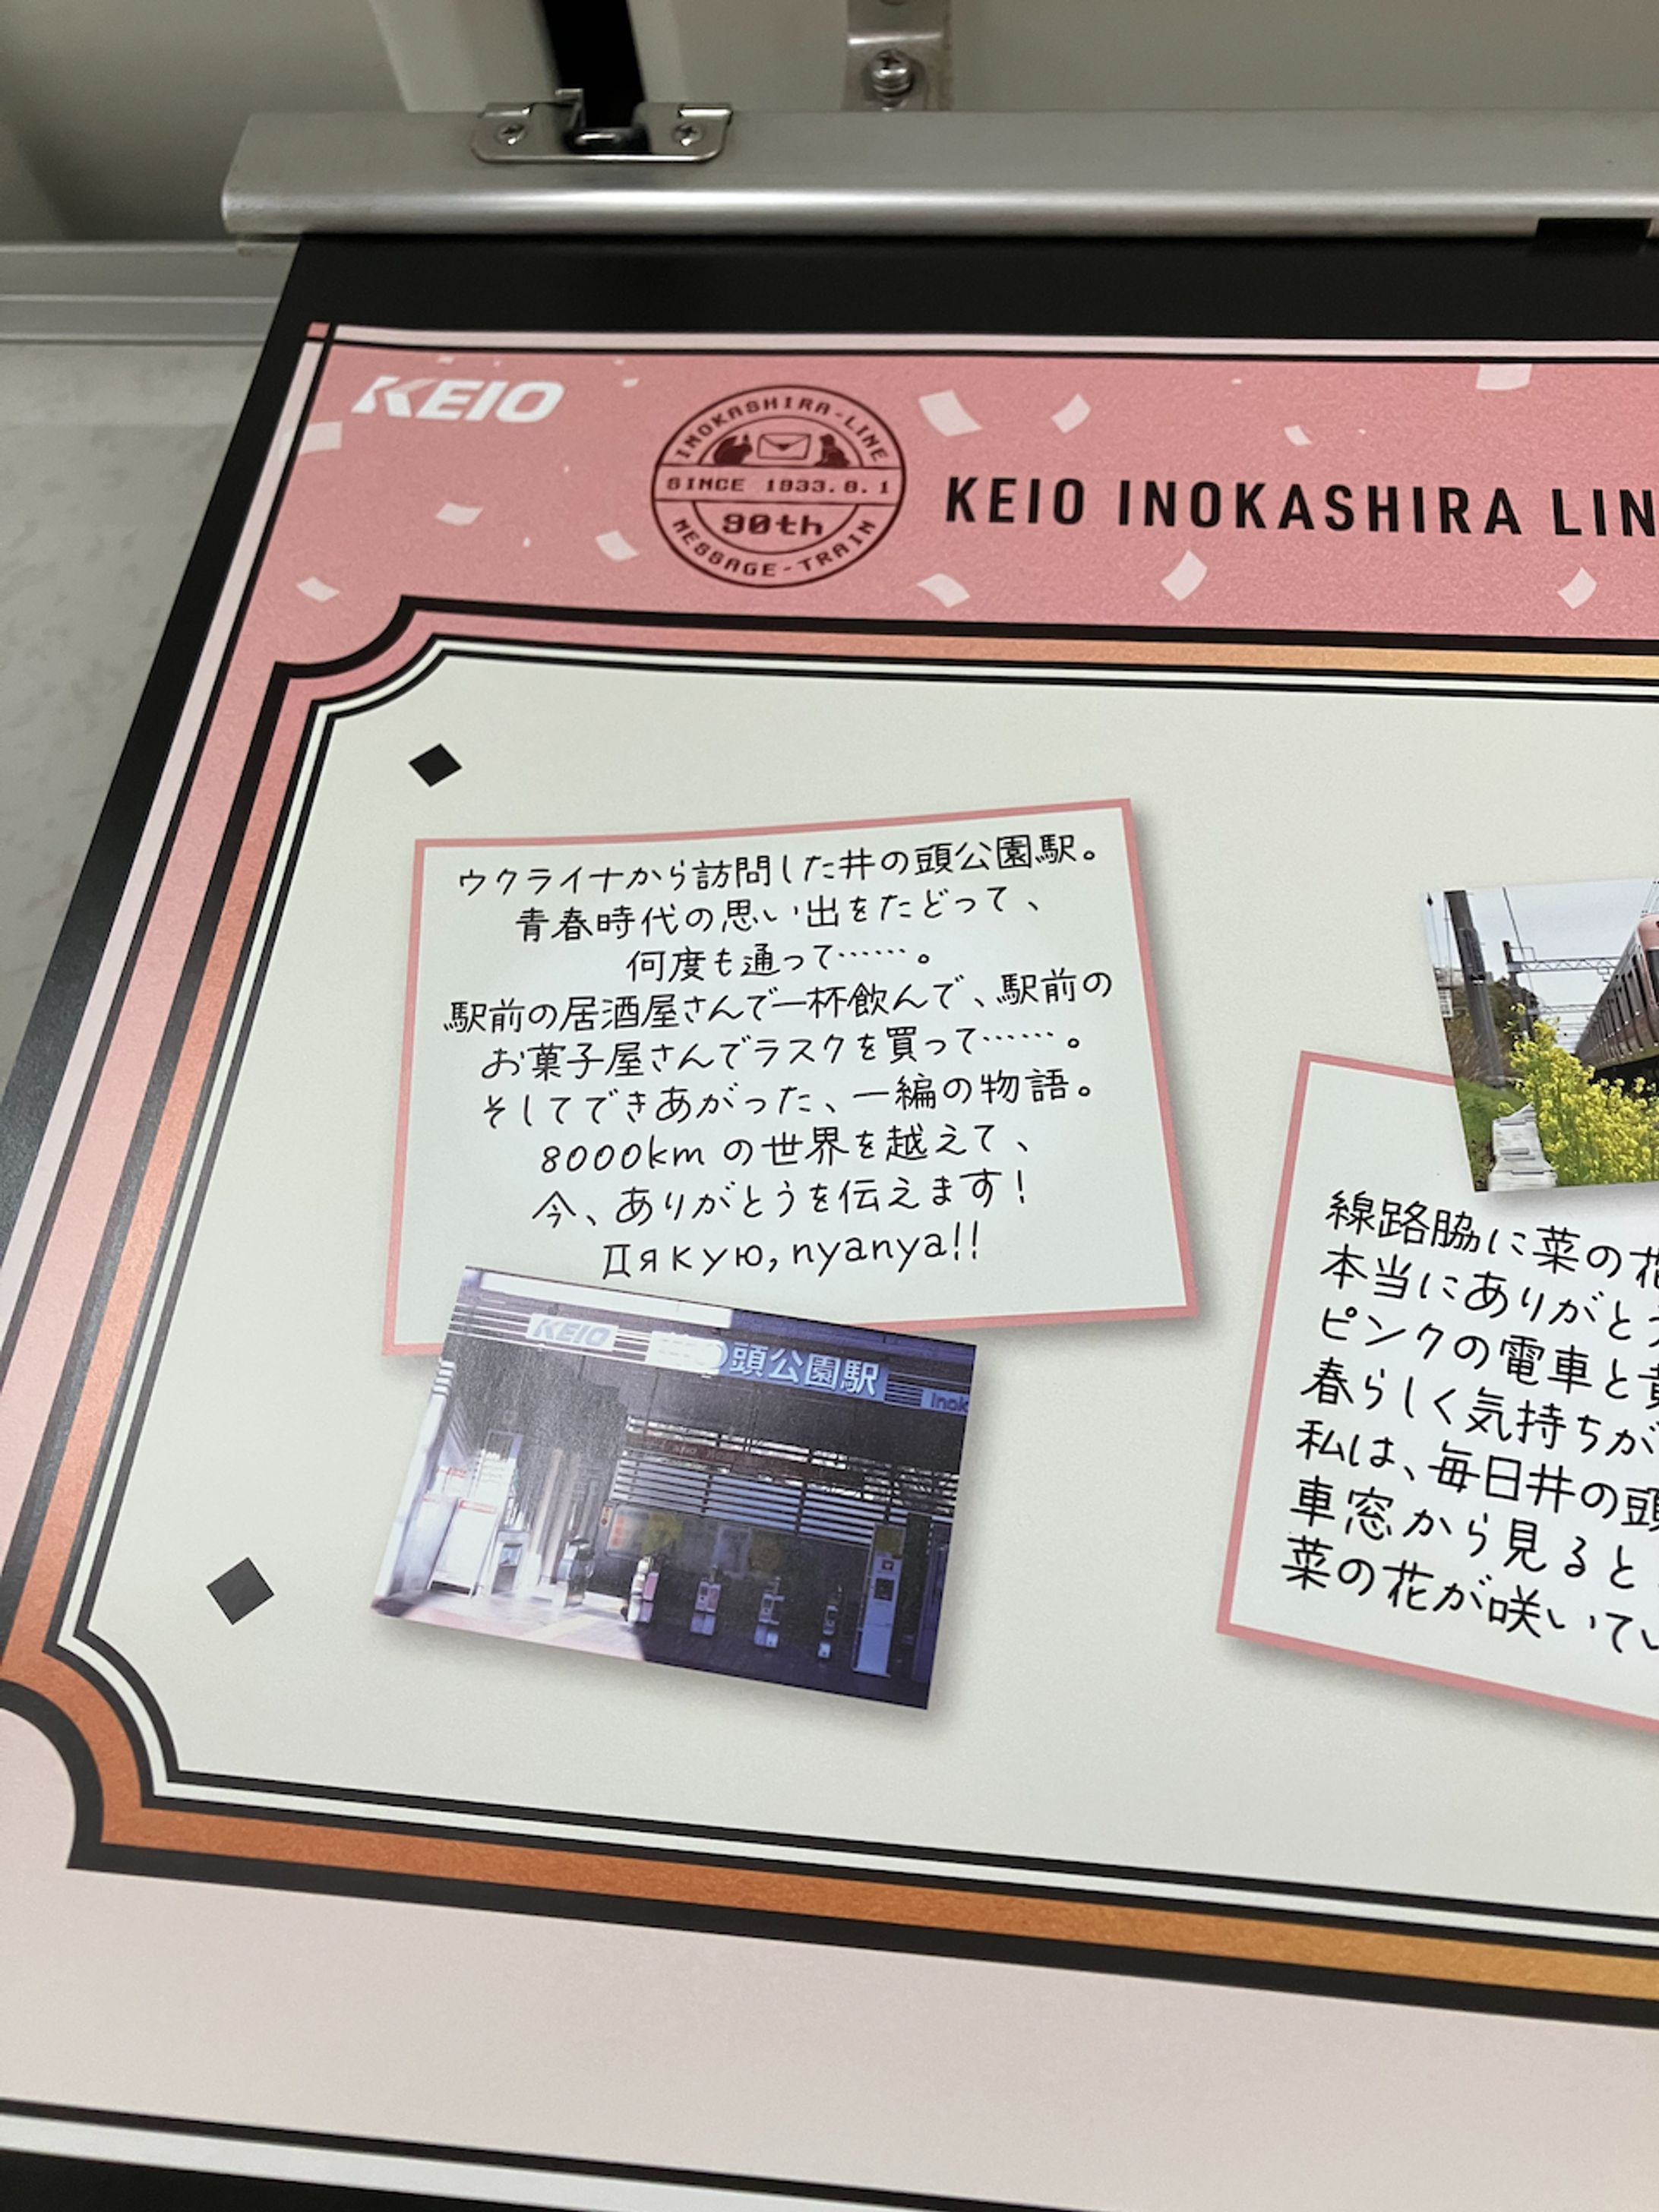 KEIO
INOKASHIRA-LINE
SINCE 1933.8.1
90th
MESSAGE-TRAIN
KEIO INOKASHIRA LIN
ウクライナから訪問した井の頭公園駅。
青春時代の思い出をたどって、
何度も通って……。
駅前の居酒屋さんで一杯飲んで、駅前の
お菓子屋さんでラスクを買って……。
そしてできあがった、一編の物語。
8000kmの世界を越えて、
今、ありがとうを伝えます！
Дякую, nyanya!!
KEIO
頭公園駅
Inok
線路脇に菜の花
本当にありがとう
ピンクの電車と黄
春らしく気持ちが
私は、毎日井の頭
車窓から見ると
菜の花が咲いてい